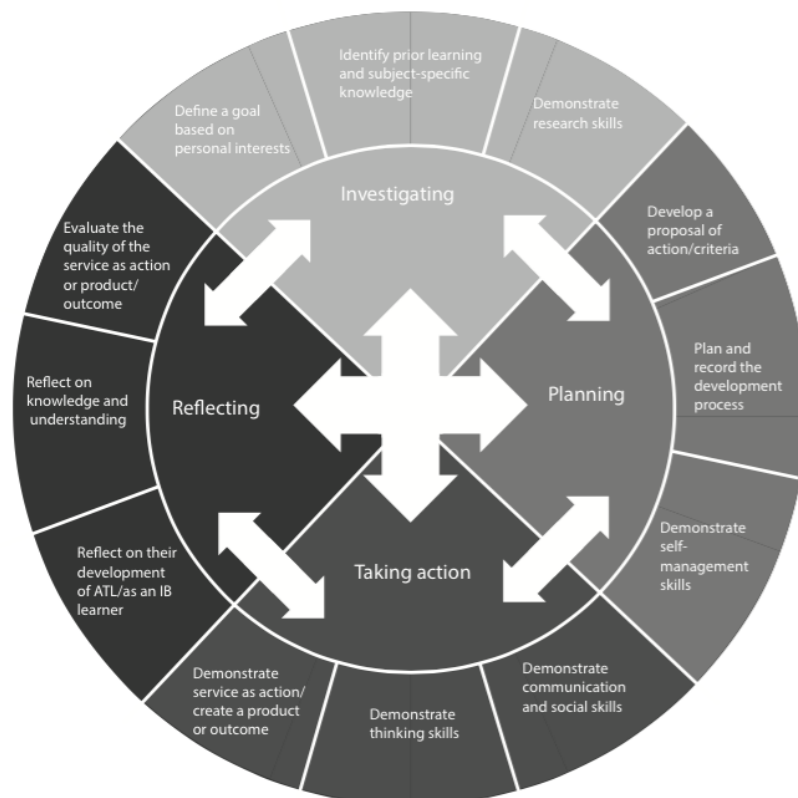 Identify prior learning
and subject-specific
knowledge
Define a goal
based on
personal interests
Demonstrate
research skills
Investigating
Evaluate the
quality of the
service as action
or product/
outcome
Develop a
proposal of
action/criteria
Reflect on
knowledge and
understanding
Reflecting
Planning
Plan and
record the
development
process
Reflect on their
development
of ATL/as an IB
learner
Taking action
Demonstrate
self-
management
skills
Demonstrate
service as action/
create a product
or outcome
Demonstrate
thinking skills
Demonstrate
communication
and social skills